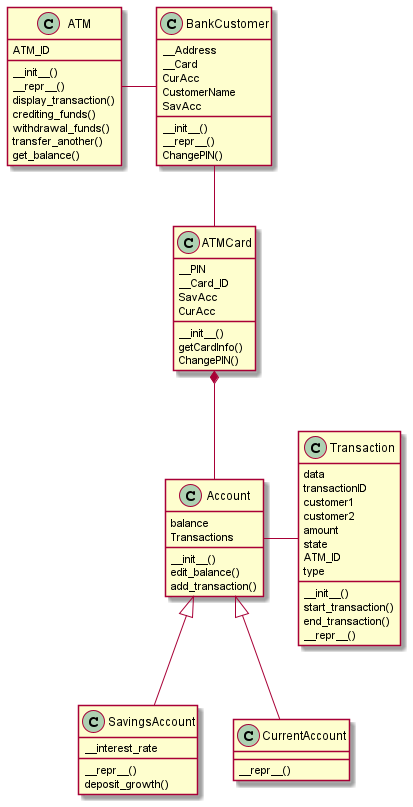 C ATM
ATM_ID
__init__()
__repr__()
display_transaction()
crediting_funds()
withdrawal_funds()
transfer_another()
get_balance()
C BankCustomer
__Address
__Card
CurAcc
CustomerName
SavAcc
__init__()
__repr__()
ChangePIN()
C ATMCard
__PIN
__Card_ID
SavAcc
CurAcc
__init__()
getCardInfo()
ChangePIN()
C Account
balance
Transactions
__init__()
edit_balance()
add_transaction()
C Transaction
data
transactionID
customer1
customer2
amount
state
ATM_ID
type
__init__()
start_transaction()
end_transaction()
__repr__()
C SavingsAccount
__interest_rate
__repr__()
deposit_growth()
C CurrentAccount
__repr__()